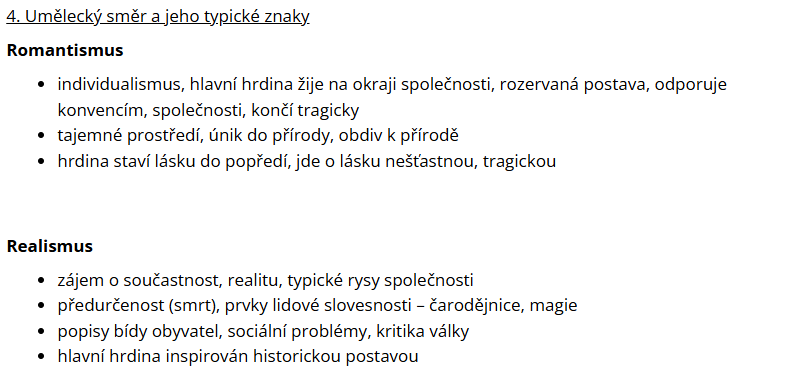 4. Umělecký směr a jeho typické znaky
Romantismus
• individualismus, hlavní hrdina žije na okraji společnosti, rozervaná postava, odporuje
konvencím, společnosti, končí tragicky
• tajemné prostředí, únik do přírody, obdiv k přírodě
• hrdina staví lásku do popředí, jde o lásku nešťastnou, tragickou
Realismus
• zájem o součastnost, realitu, typické rysy společnosti
• předurčenost (smrt), prvky lidové slovesnosti – čarodějnice, magie
• popisy bídy obyvatel, sociální problémy, kritika války
• hlavní hrdina inspirován historickou postavou